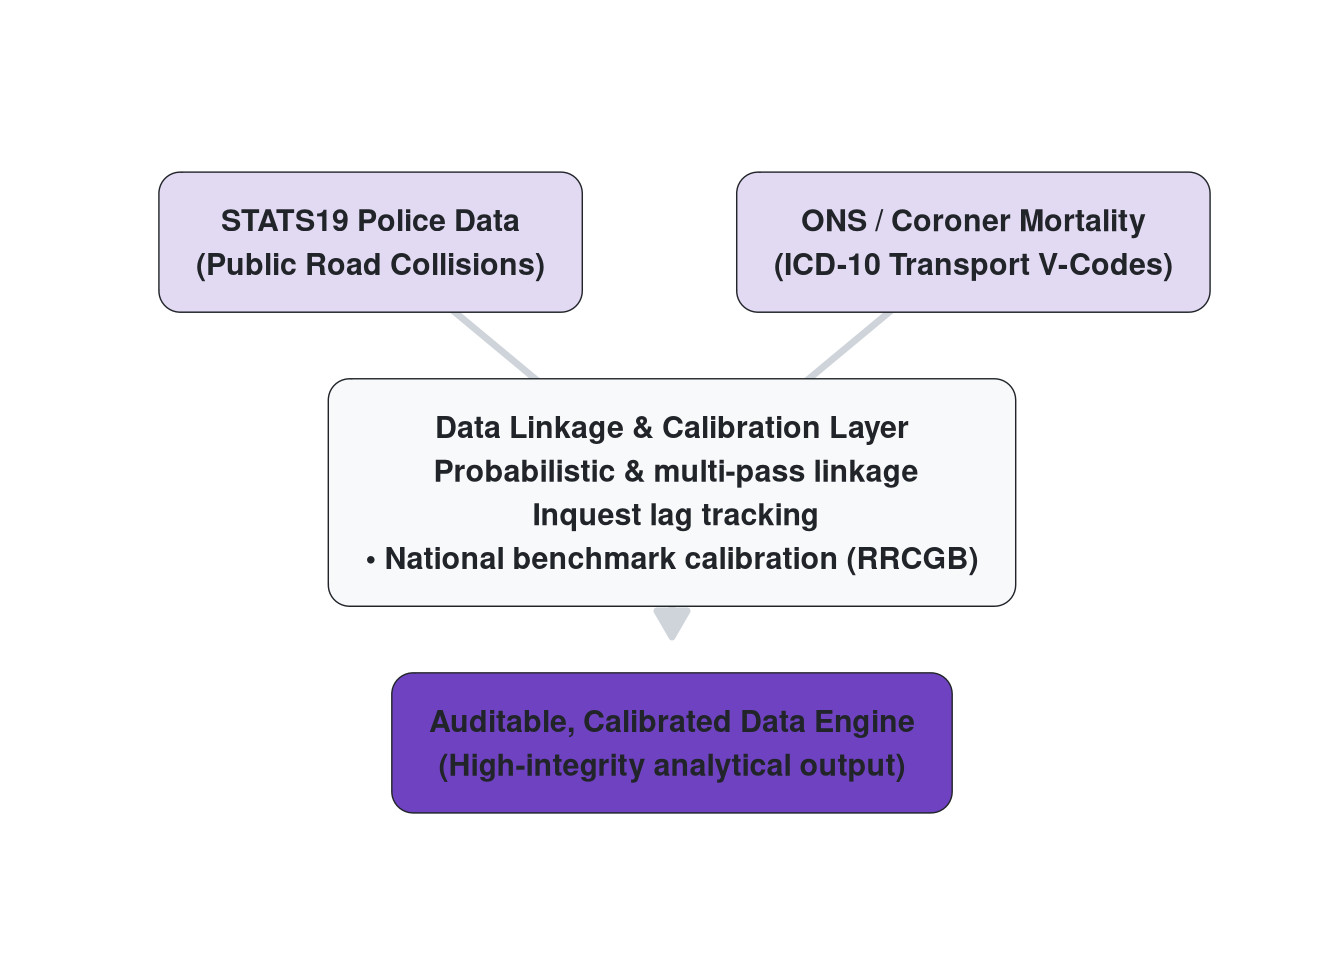 STATS19 Police Data
(Public Road Collisions)
ONS / Coroner Mortality
(ICD-10 Transport V-Codes)
Data Linkage & Calibration Layer
Probabilistic & multi-pass linkage
Inquest lag tracking
• National benchmark calibration (RRCGB)
Auditable, Calibrated Data Engine
(High-integrity analytical output)